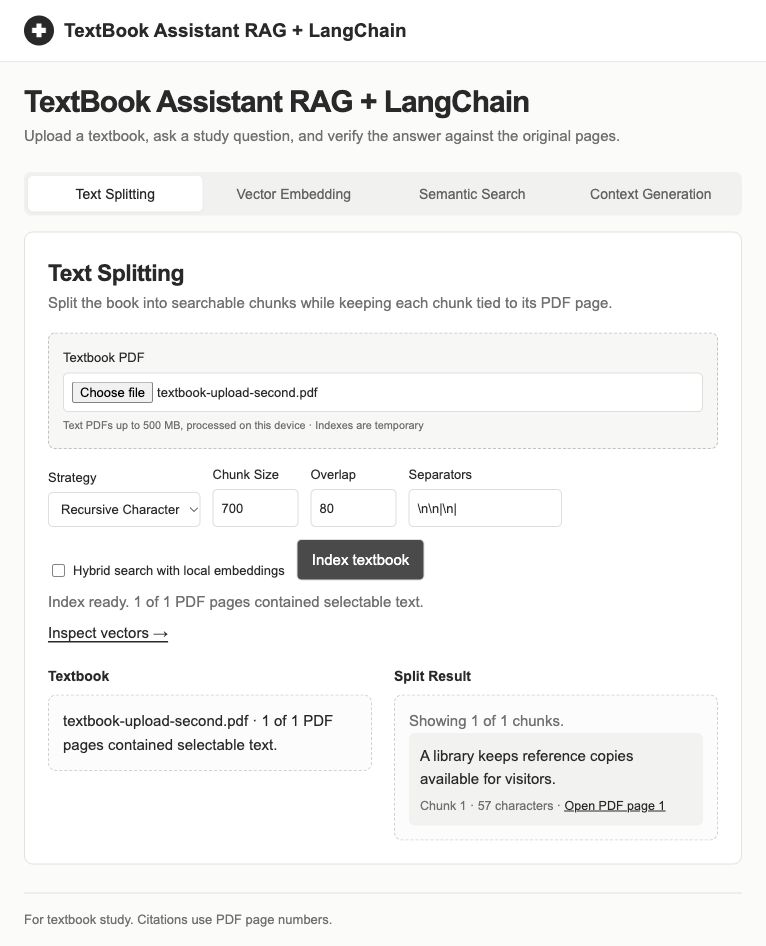 TextBook Assistant RAG + LangChain
TextBook Assistant RAG + LangChain
Upload a textbook, ask a study question, and verify the answer against the original pages.
Text Splitting
Vector Embedding
Semantic Search
Context Generation
Text Splitting
Split the book into searchable chunks while keeping each chunk tied to its PDF page.
Textbook PDF
Choose file textbook-upload-second.pdf
Text PDFs up to 500 MB, processed on this device · Indexes are temporary
Strategy
Chunk Size
Overlap
Separators
Recursive Character
700
80
\n\n|\n|
Hybrid search with local embeddings
Index textbook
Index ready. 1 of 1 PDF pages contained selectable text.
Inspect vectors →
Textbook
textbook-upload-second.pdf · 1 of 1 PDF
pages contained selectable text.
Split Result
Showing 1 of 1 chunks.
A library keeps reference copies
available for visitors.
Chunk 1 · 57 characters · Open PDF page 1
For textbook study. Citations use PDF page numbers.